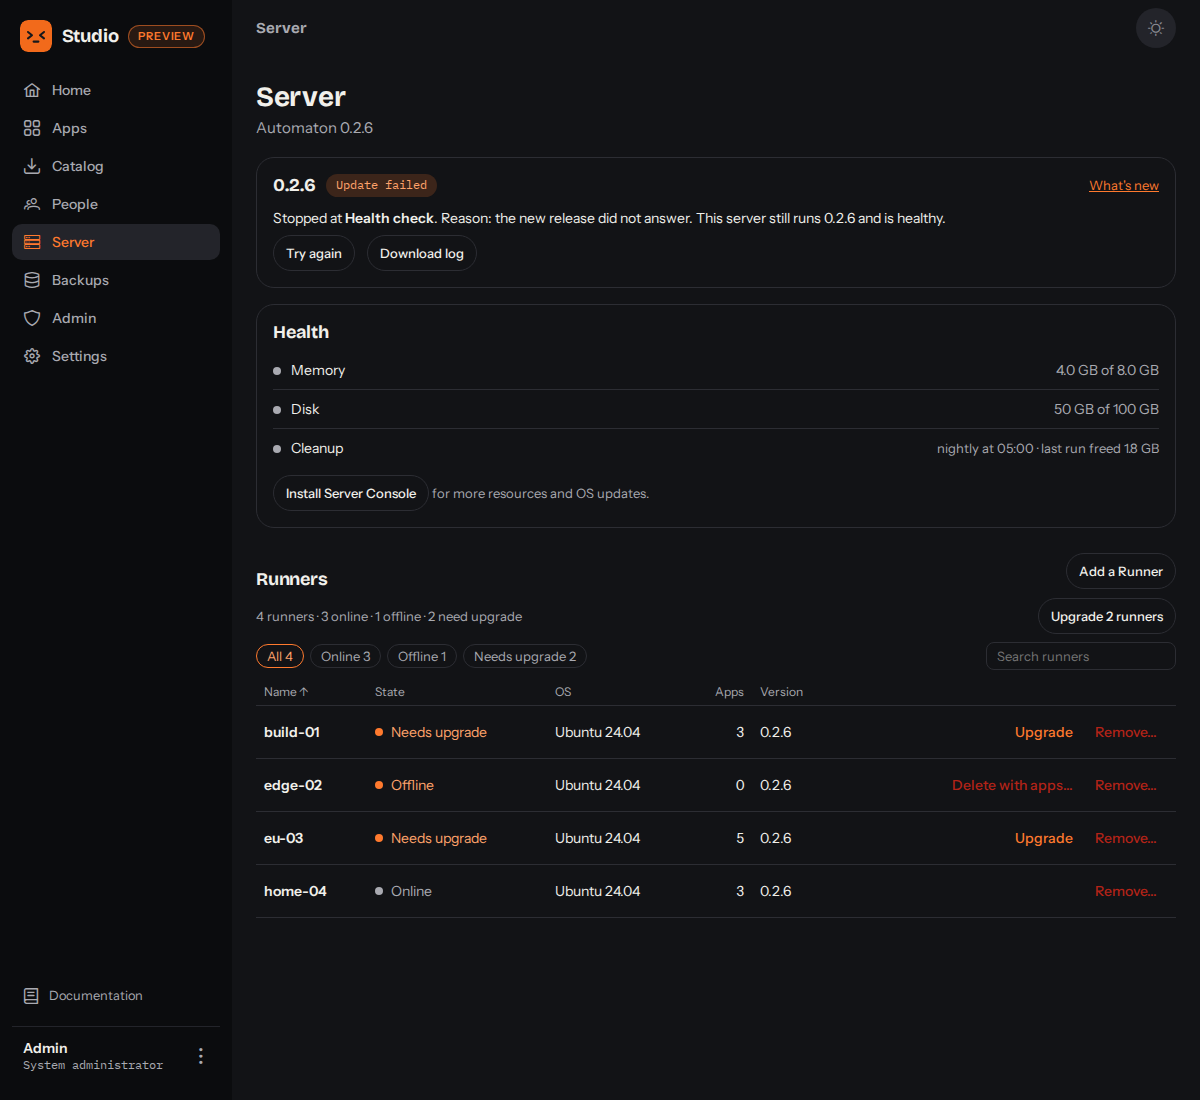 Studio PREVIEW
Home
Apps
Catalog
People
Server
Backups
Admin
Settings
Documentation
Admin
System administrator
Server
Server
Automaton 0.2.6
0.2.6 Update failed What's new
Stopped at Health check. Reason: the new release did not answer. This server still runs 0.2.6 and is healthy.
Try again Download log
Health
Memory 4.0 GB of 8.0 GB
Disk 50 GB of 100 GB
Cleanup nightly at 05:00 · last run freed 1.8 GB
Install Server Console for more resources and OS updates.
Runners Add a Runner
4 runners · 3 online · 1 offline · 2 need upgrade Upgrade 2 runners
All 4 Online 3 Offline 1 Needs upgrade 2 Search runners
Name ↑ State OS Apps Version
build-01 Needs upgrade Ubuntu 24.04 3 0.2.6 Upgrade Remove...
edge-02 Offline Ubuntu 24.04 0 0.2.6 Delete with apps... Remove...
eu-03 Needs upgrade Ubuntu 24.04 5 0.2.6 Upgrade Remove...
home-04 Online Ubuntu 24.04 3 0.2.6 Remove...